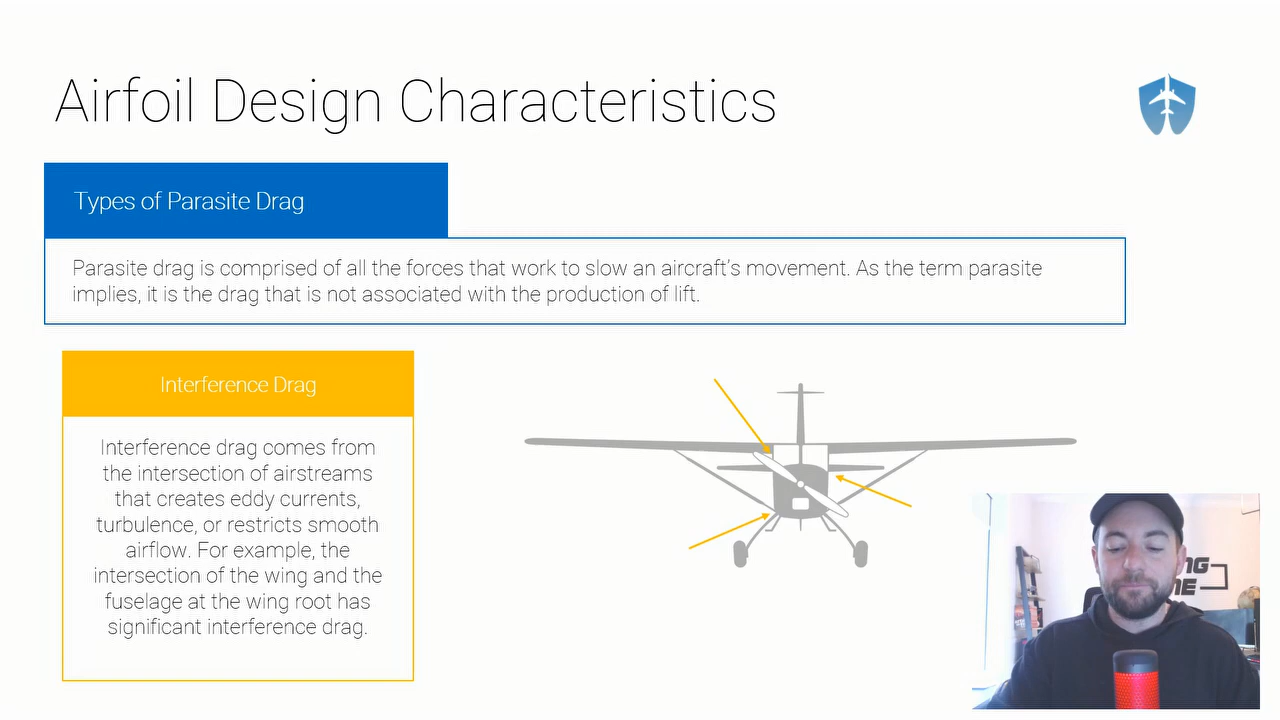 Airfoil Design Characteristics
Types of Parasite Drag
Parasite drag is comprised of all the forces that work to slow an aircraft's movement. As the term parasite
implies, it is the drag that is not associated with the production of lift.
Interference Drag
Interference drag comes from
the intersection of airstreams
that creates eddy currents,
turbulence, or restricts smooth
airflow. For example, the
intersection of the wing and the
fuselage at the wing root has
significant interference drag.